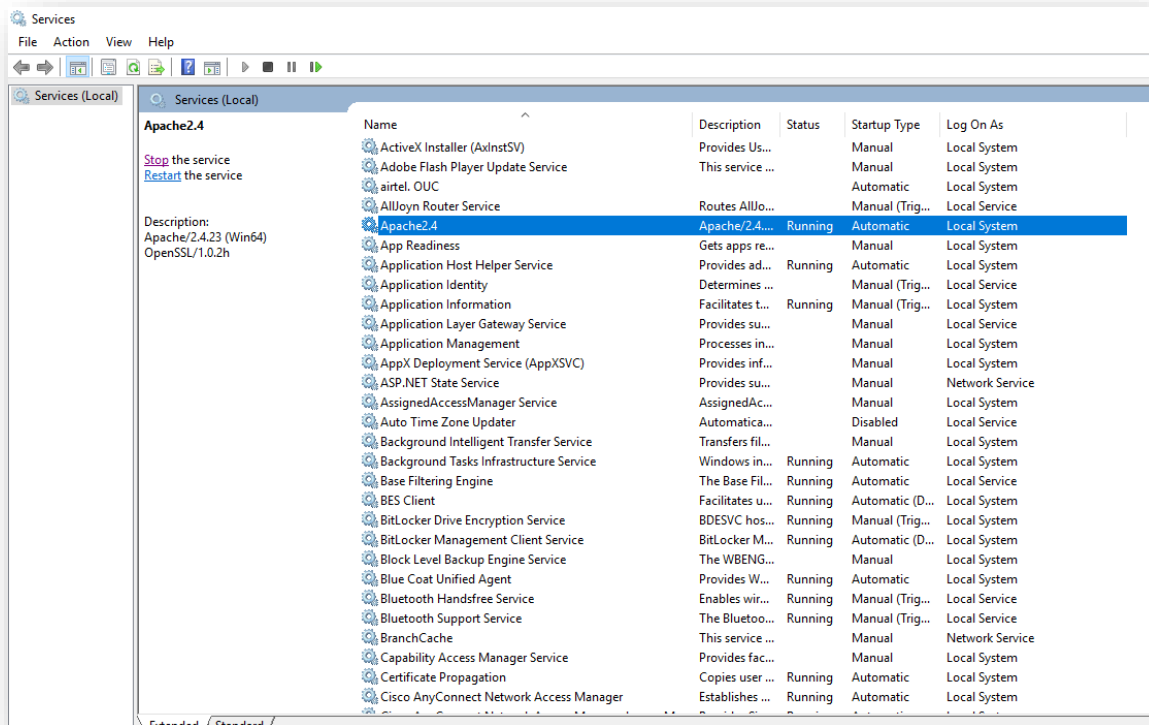 Services
File Action View Help
Services (Local)
Services (Local)
Apache2.4
Stop the service
Restart the service
Description:
Apache/2.4.23 (Win64)
OpenSSL/1.0.2h
Name Description Status Startup Type Log On As
ActiveX Installer (AxInstSV) Provides Us... Manual Local System
Adobe Flash Player Update Service This service ... Manual Local System
airtel. OUC Automatic Local System
AllJoyn Router Service Routes AllJo... Manual (Trig... Local Service
Apache2.4 Apache/2.4.... Running Automatic Local System
App Readiness Gets apps re... Manual Local System
Application Host Helper Service Provides ad... Running Automatic Local System
Application Identity Determines ... Manual (Trig... Local Service
Application Information Facilitates t... Running Manual (Trig... Local System
Application Layer Gateway Service Provides su... Manual Local Service
Application Management Processes in... Manual Local System
AppX Deployment Service (AppXSVC) Provides inf... Manual Local System
ASP.NET State Service Provides su... Manual Network Service
AssignedAccessManager Service AssignedAc... Manual Local System
Auto Time Zone Updater Automatica... Disabled Local Service
Background Intelligent Transfer Service Transfers fil... Manual Local System
Background Tasks Infrastructure Service Windows in... Running Automatic Local System
Base Filtering Engine The Base Fil... Running Automatic Local Service
BES Client Facilitates u... Running Automatic (D... Local System
BitLocker Drive Encryption Service BDESVC hos... Running Manual (Trig... Local System
BitLocker Management Client Service BitLocker M... Running Automatic (D... Local System
Block Level Backup Engine Service The WBENG... Manual Local System
Blue Coat Unified Agent Provides W... Running Automatic Local System
Bluetooth Handsfree Service Enables wir... Running Manual (Trig... Local Service
Bluetooth Support Service The Bluetoo... Running Manual (Trig... Local Service
BranchCache This service ... Manual Network Service
Capability Access Manager Service Provides fac... Manual Local System
Certificate Propagation Copies user ... Running Automatic Local System
Cisco AnyConnect Network Access Manager Establishes ... Running Automatic Local System
Extended Standard